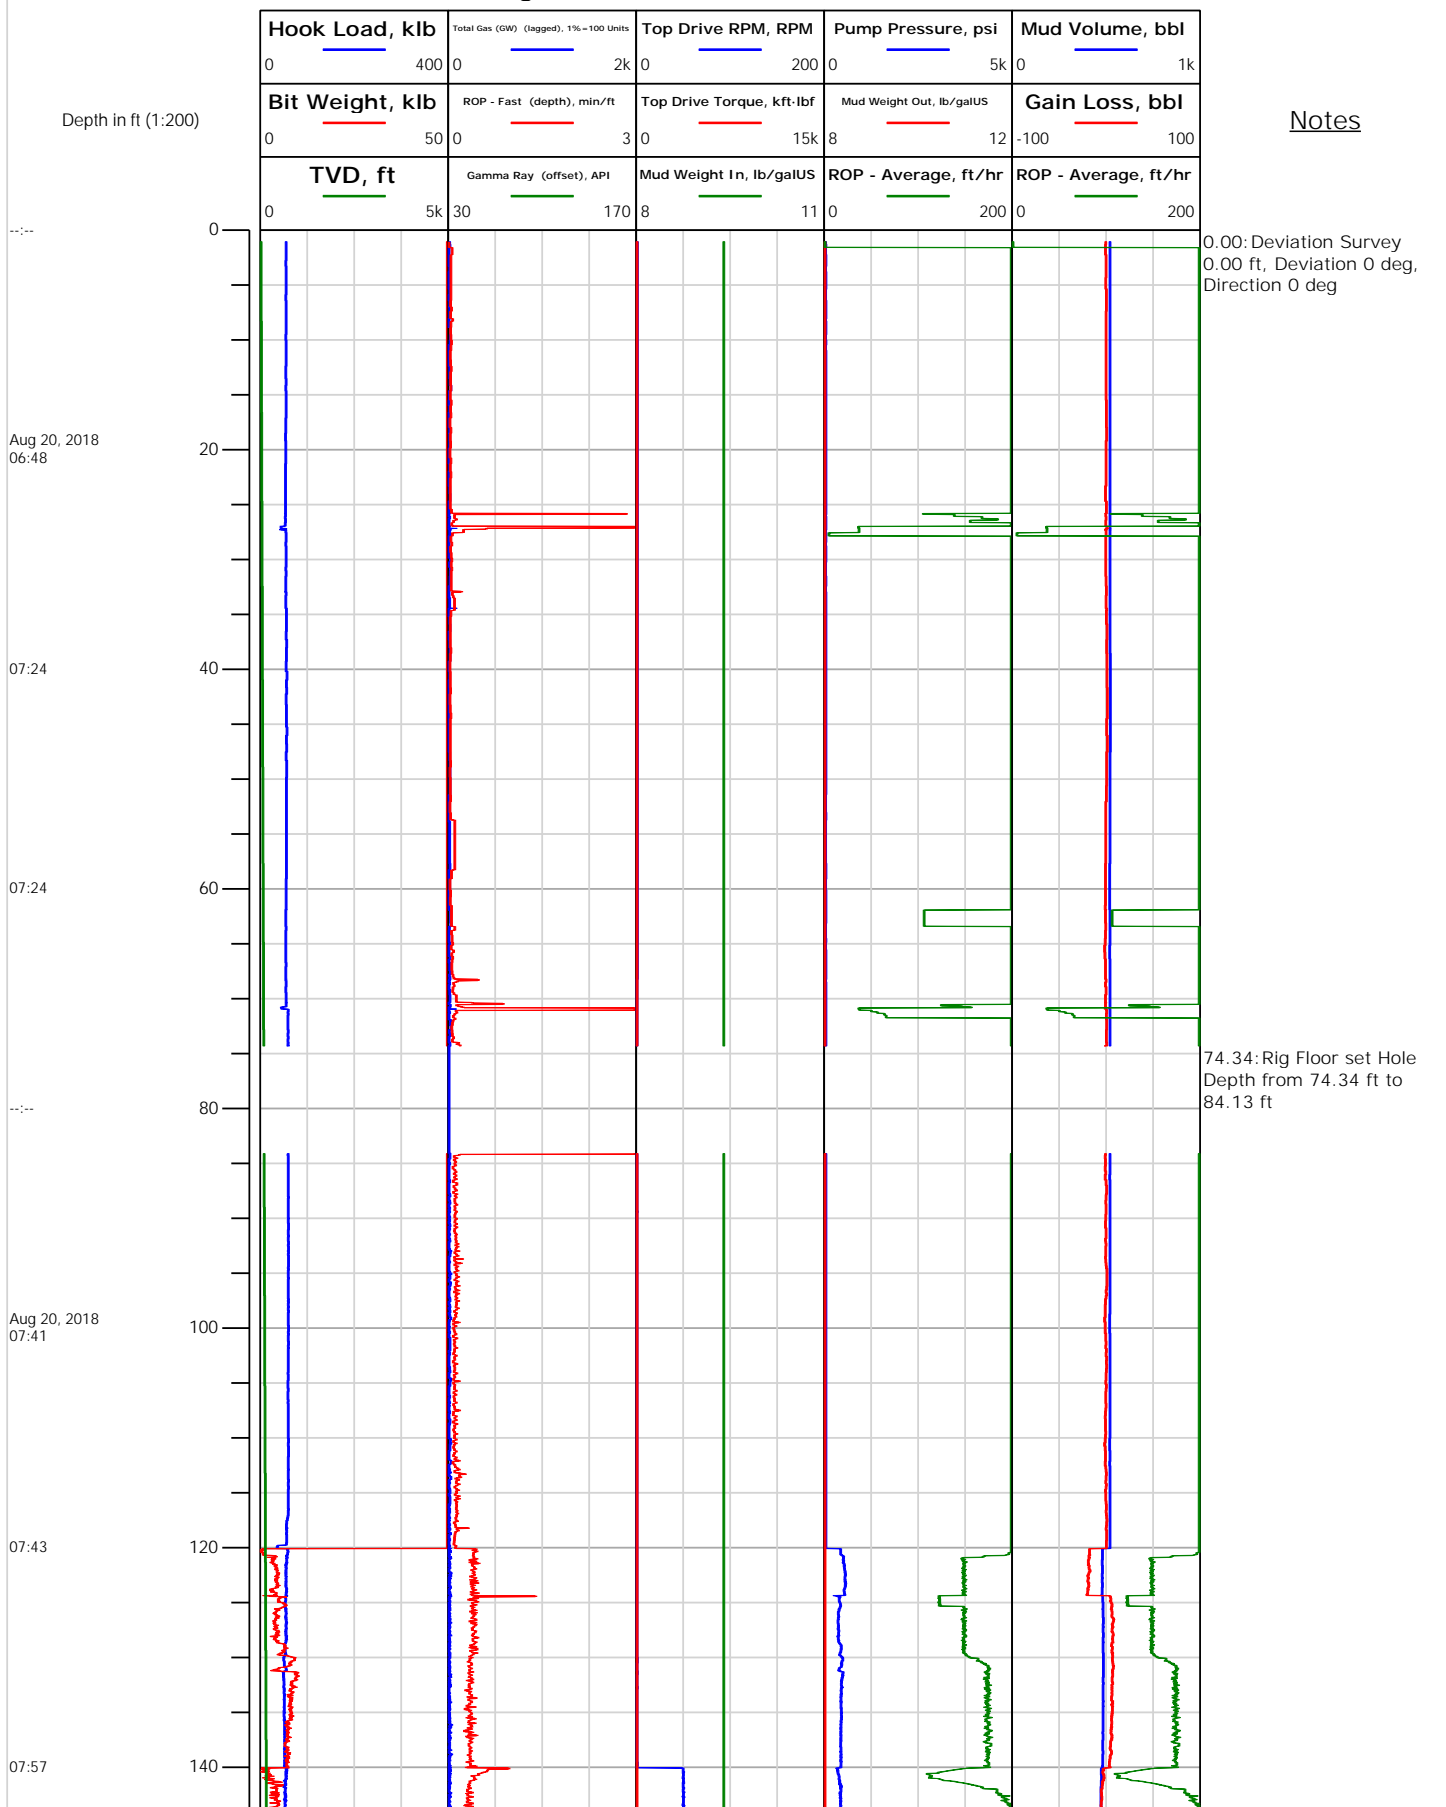 Hook Load, klb
0 400
Total Gas (GW) (lagged), 1%=100 Units
0 2k
Top Drive RPM, RPM
0 200
Pump Pressure, psi
0 5k
Mud Volume, bbl
0 1k
Depth in ft (1:200)
Bit Weight, klb
0 50
ROP - Fast (depth), min/ft
0 3
Top Drive Torque, kft·lbf
0 15k
Mud Weight Out, lb/galUS
8 12
Gain Loss, bbl
-100 100
Notes
TVD, ft
0 5k
Gamma Ray (offset), API
30 170
Mud Weight In, lb/galUS
8 11
ROP - Average, ft/hr
0 200
ROP - Average, ft/hr
0 200
--:--
0
0.00: Deviation Survey
0.00 ft, Deviation 0 deg,
Direction 0 deg
Aug 20, 2018
06:48
20
07:24
40
07:24
60
74.34: Rig Floor set Hole
Depth from 74.34 ft to
84.13 ft
--:--
80
Aug 20, 2018
07:41
100
07:43
120
07:57
140